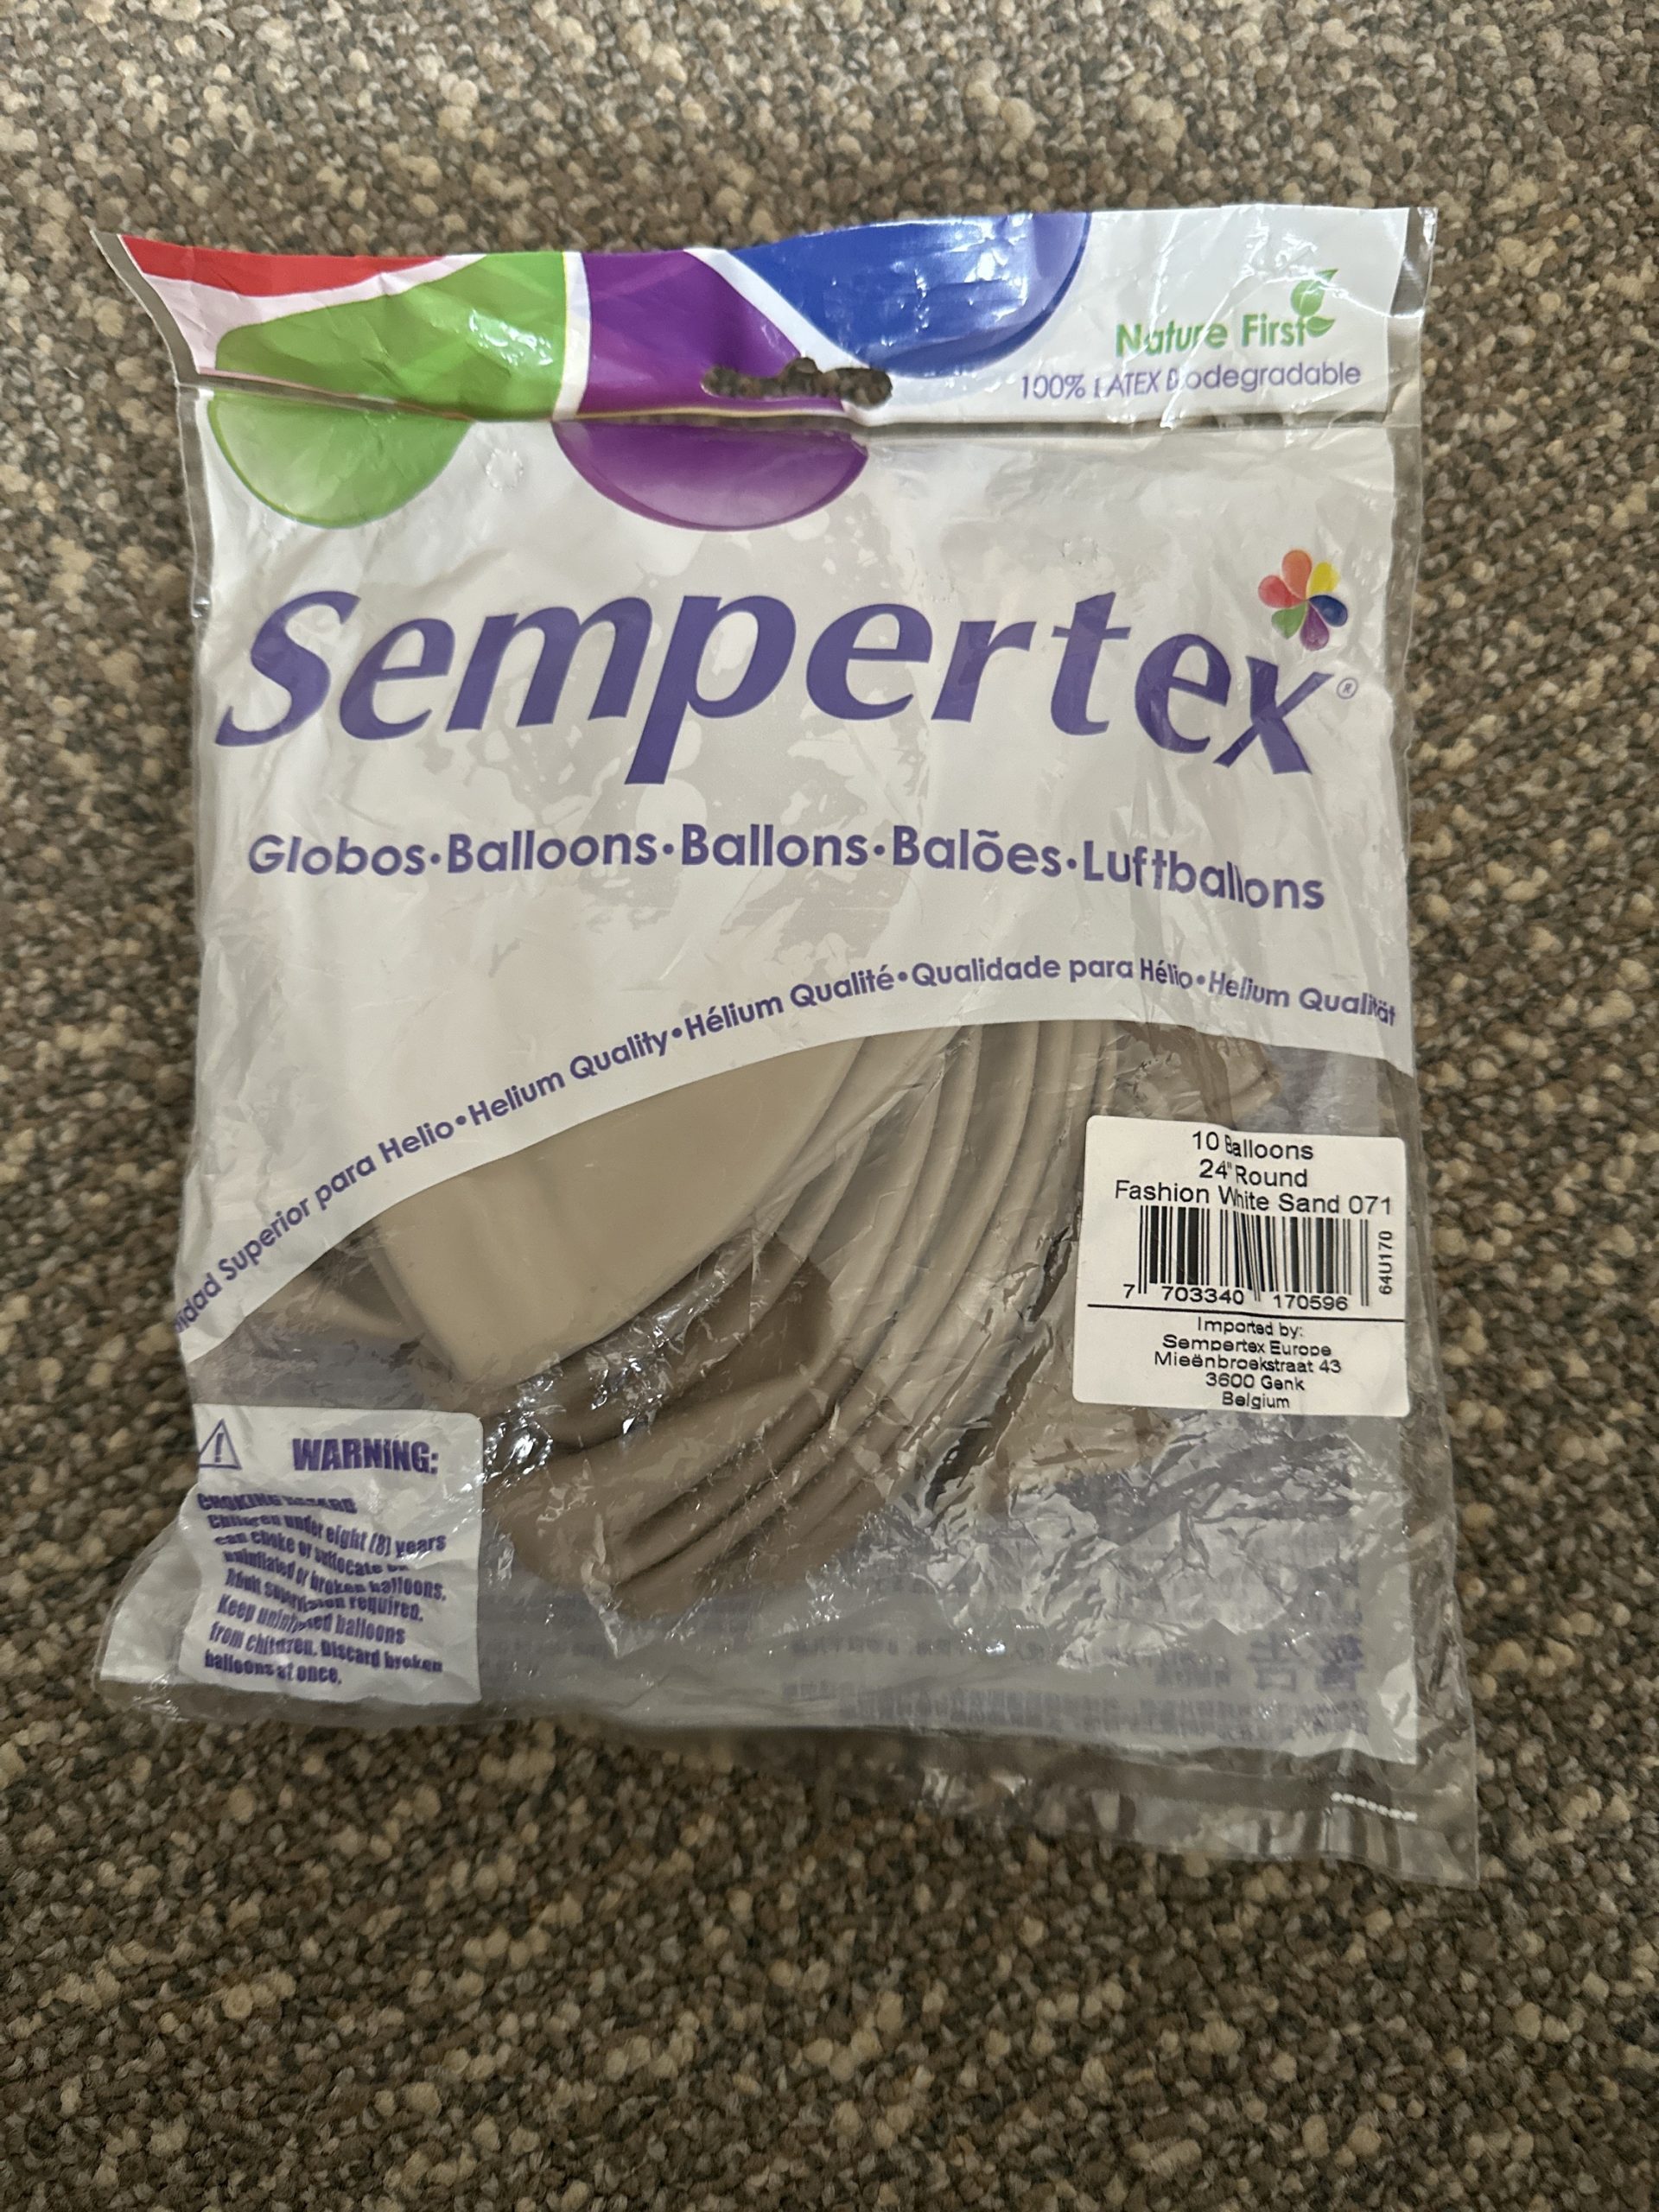 Nature First
100% LATEX Biodegradable
Sempertex®
Globos•Balloons•Ballons•Balões•Luftballons
Superior para Helio•Helium Quality•Hélium Qualité•Qualidade para Hélio•Helium Qualität
10 Balloons
24" Round
Fashion White Sand 071
64U170
7 703340 170596
Imported by:
Sempertex Europe
Mieënbroekstraat 43
3600 Genk
Belgium
WARNING:
CHOKING HAZARD
Children under eight (8) years
can choke or suffocate on
uninflated or broken balloons.
Adult supervision required.
Keep uninflated balloons
from children. Discard broken
balloons at once.
警告